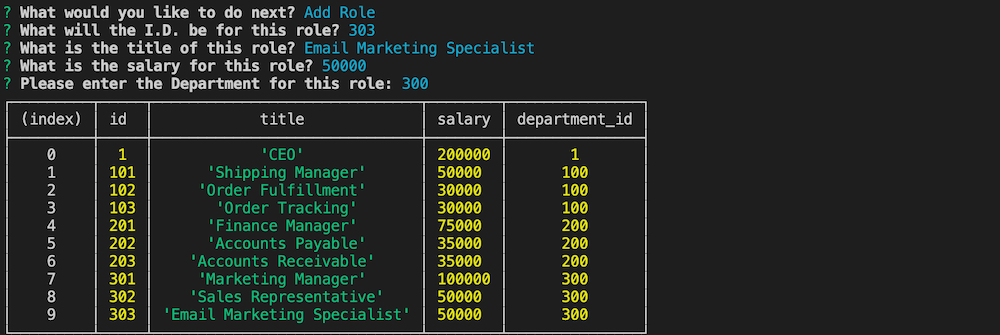 ? What would you like to do next? Add Role
? What will the I.D. be for this role? 303
? What is the title of this role? Email Marketing Specialist
? What is the salary for this role? 50000
? Please enter the Department for this role: 300
(index) id title salary department_id
0 1 'CEO' 200000 1
1 101 'Shipping Manager' 50000 100
2 102 'Order Fulfillment' 30000 100
3 103 'Order Tracking' 30000 100
4 201 'Finance Manager' 75000 200
5 202 'Accounts Payable' 35000 200
6 203 'Accounts Receivable' 35000 200
7 301 'Marketing Manager' 100000 300
8 302 'Sales Representative' 50000 300
9 303 'Email Marketing Specialist' 50000 300